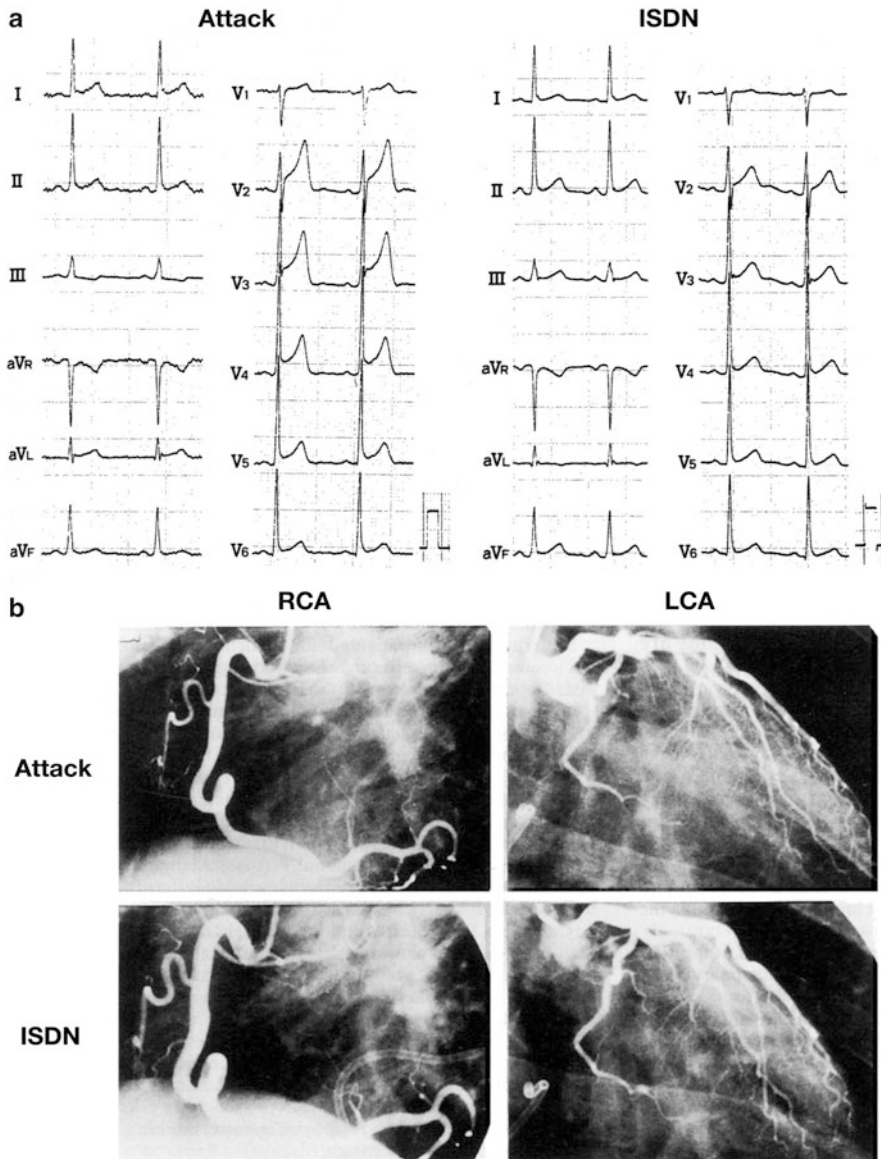 a
Attack
ISDN
I
II
III
aVR
aVL
aVF
V1
V2
V3
V4
V5
V6
I
II
III
aVR
aVL
aVF
V1
V2
V3
V4
V5
V6
b
RCA
LCA
Attack
ISDN